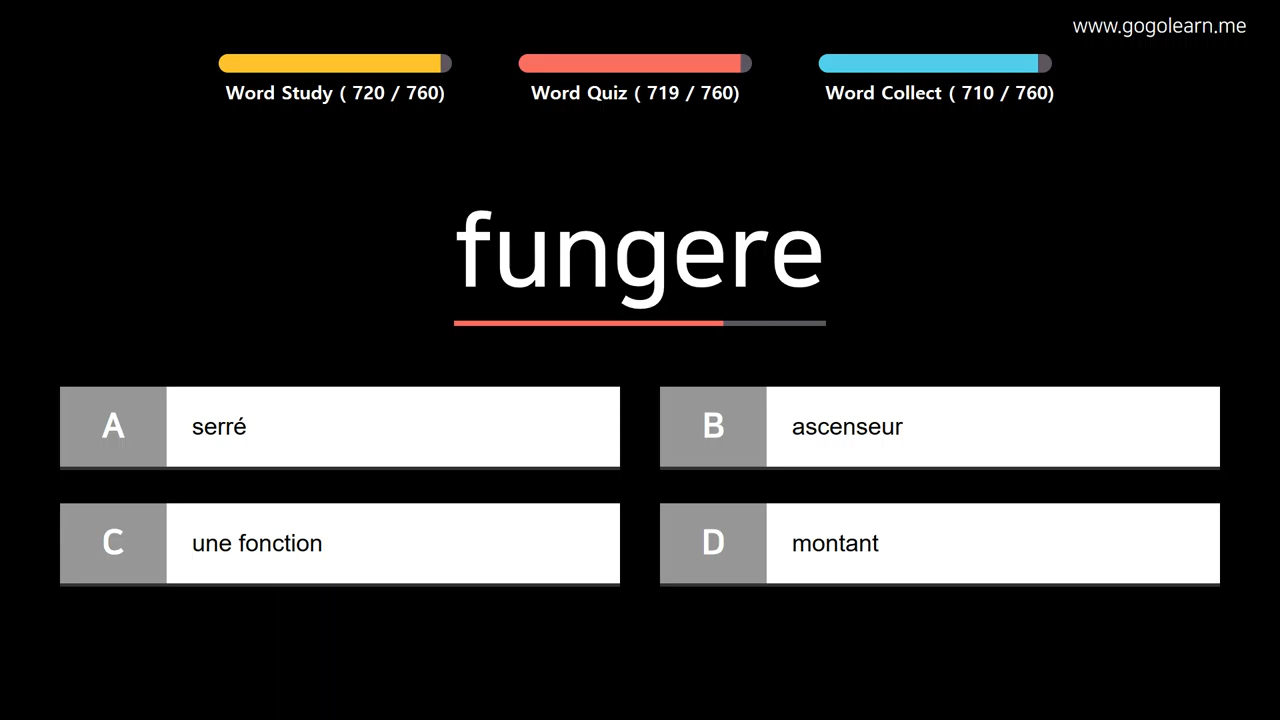 www.gogolearn.me
Word Study ( 720 / 760)
Word Quiz ( 719 / 760)
Word Collect ( 710 / 760)
fungere
A serré
B ascenseur
C une fonction
D montant